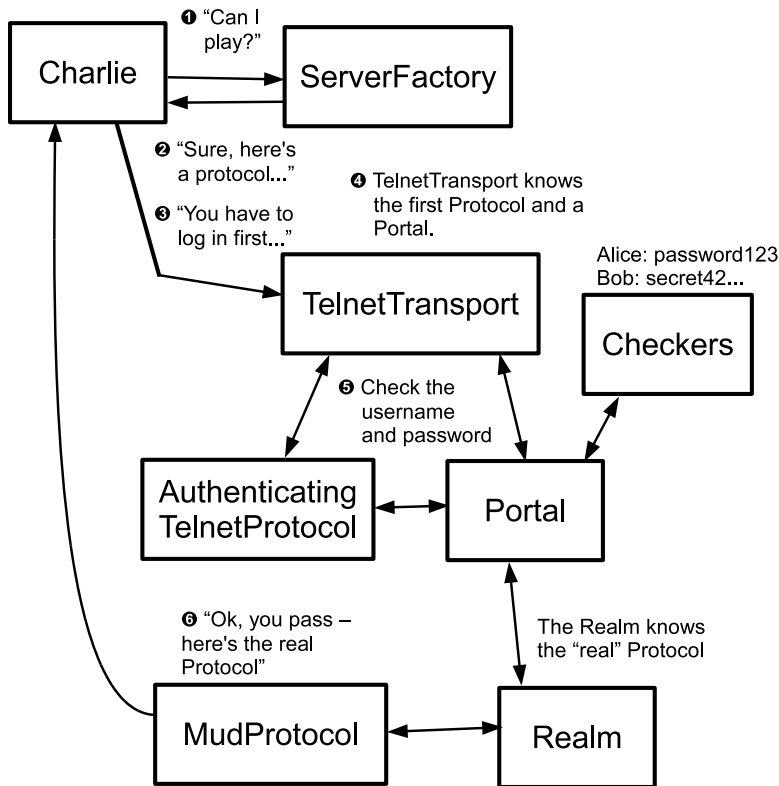 ❶ “Can I
play?”
Charlie
ServerFactory
❷ “Sure, here's
a protocol...”
❸ “You have to
log in first...”
❹ TelnetTransport knows
the first Protocol and a
Portal.
Alice: password123
Bob: secret42...
TelnetTransport
Checkers
❺ Check the
username
and password
Authenticating
TelnetProtocol
Portal
❻ “Ok, you pass –
here's the real
Protocol”
The Realm knows
the “real” Protocol
MudProtocol
Realm